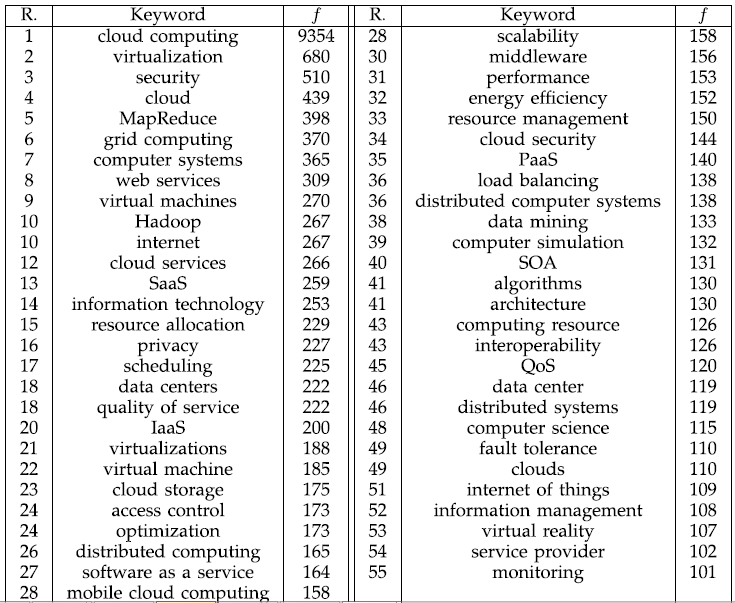 R. Keyword f R. Keyword f
1 cloud computing 9354 28 scalability 158
2 virtualization 680 30 middleware 156
3 security 510 31 performance 153
4 cloud 439 32 energy efficiency 152
5 MapReduce 398 33 resource management 150
6 grid computing 370 34 cloud security 144
7 computer systems 365 35 PaaS 140
8 web services 309 36 load balancing 138
9 virtual machines 270 36 distributed computer systems 138
10 Hadoop 267 38 data mining 133
10 internet 267 39 computer simulation 132
12 cloud services 266 40 SOA 131
13 SaaS 259 41 algorithms 130
14 information technology 253 41 architecture 130
15 resource allocation 229 43 computing resource 126
16 privacy 227 43 interoperability 126
17 scheduling 225 45 QoS 120
18 data centers 222 46 data center 119
18 quality of service 222 46 distributed systems 119
20 IaaS 200 48 computer science 115
21 virtualizations 188 49 fault tolerance 110
22 virtual machine 185 49 clouds 110
23 cloud storage 175 51 internet of things 109
24 access control 173 52 information management 108
24 optimization 173 53 virtual reality 107
26 distributed computing 165 54 service provider 102
27 software as a service 164 55 monitoring 101
28 mobile cloud computing 158